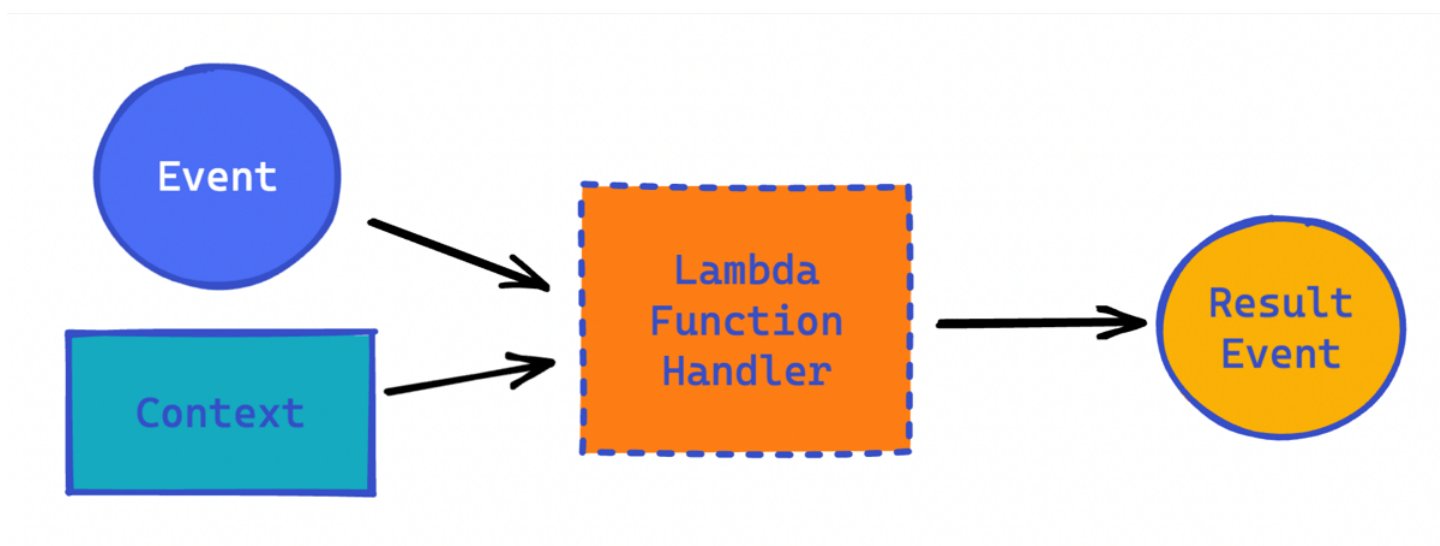 Event
Context
Lambda
Function
Handler
Result
Event